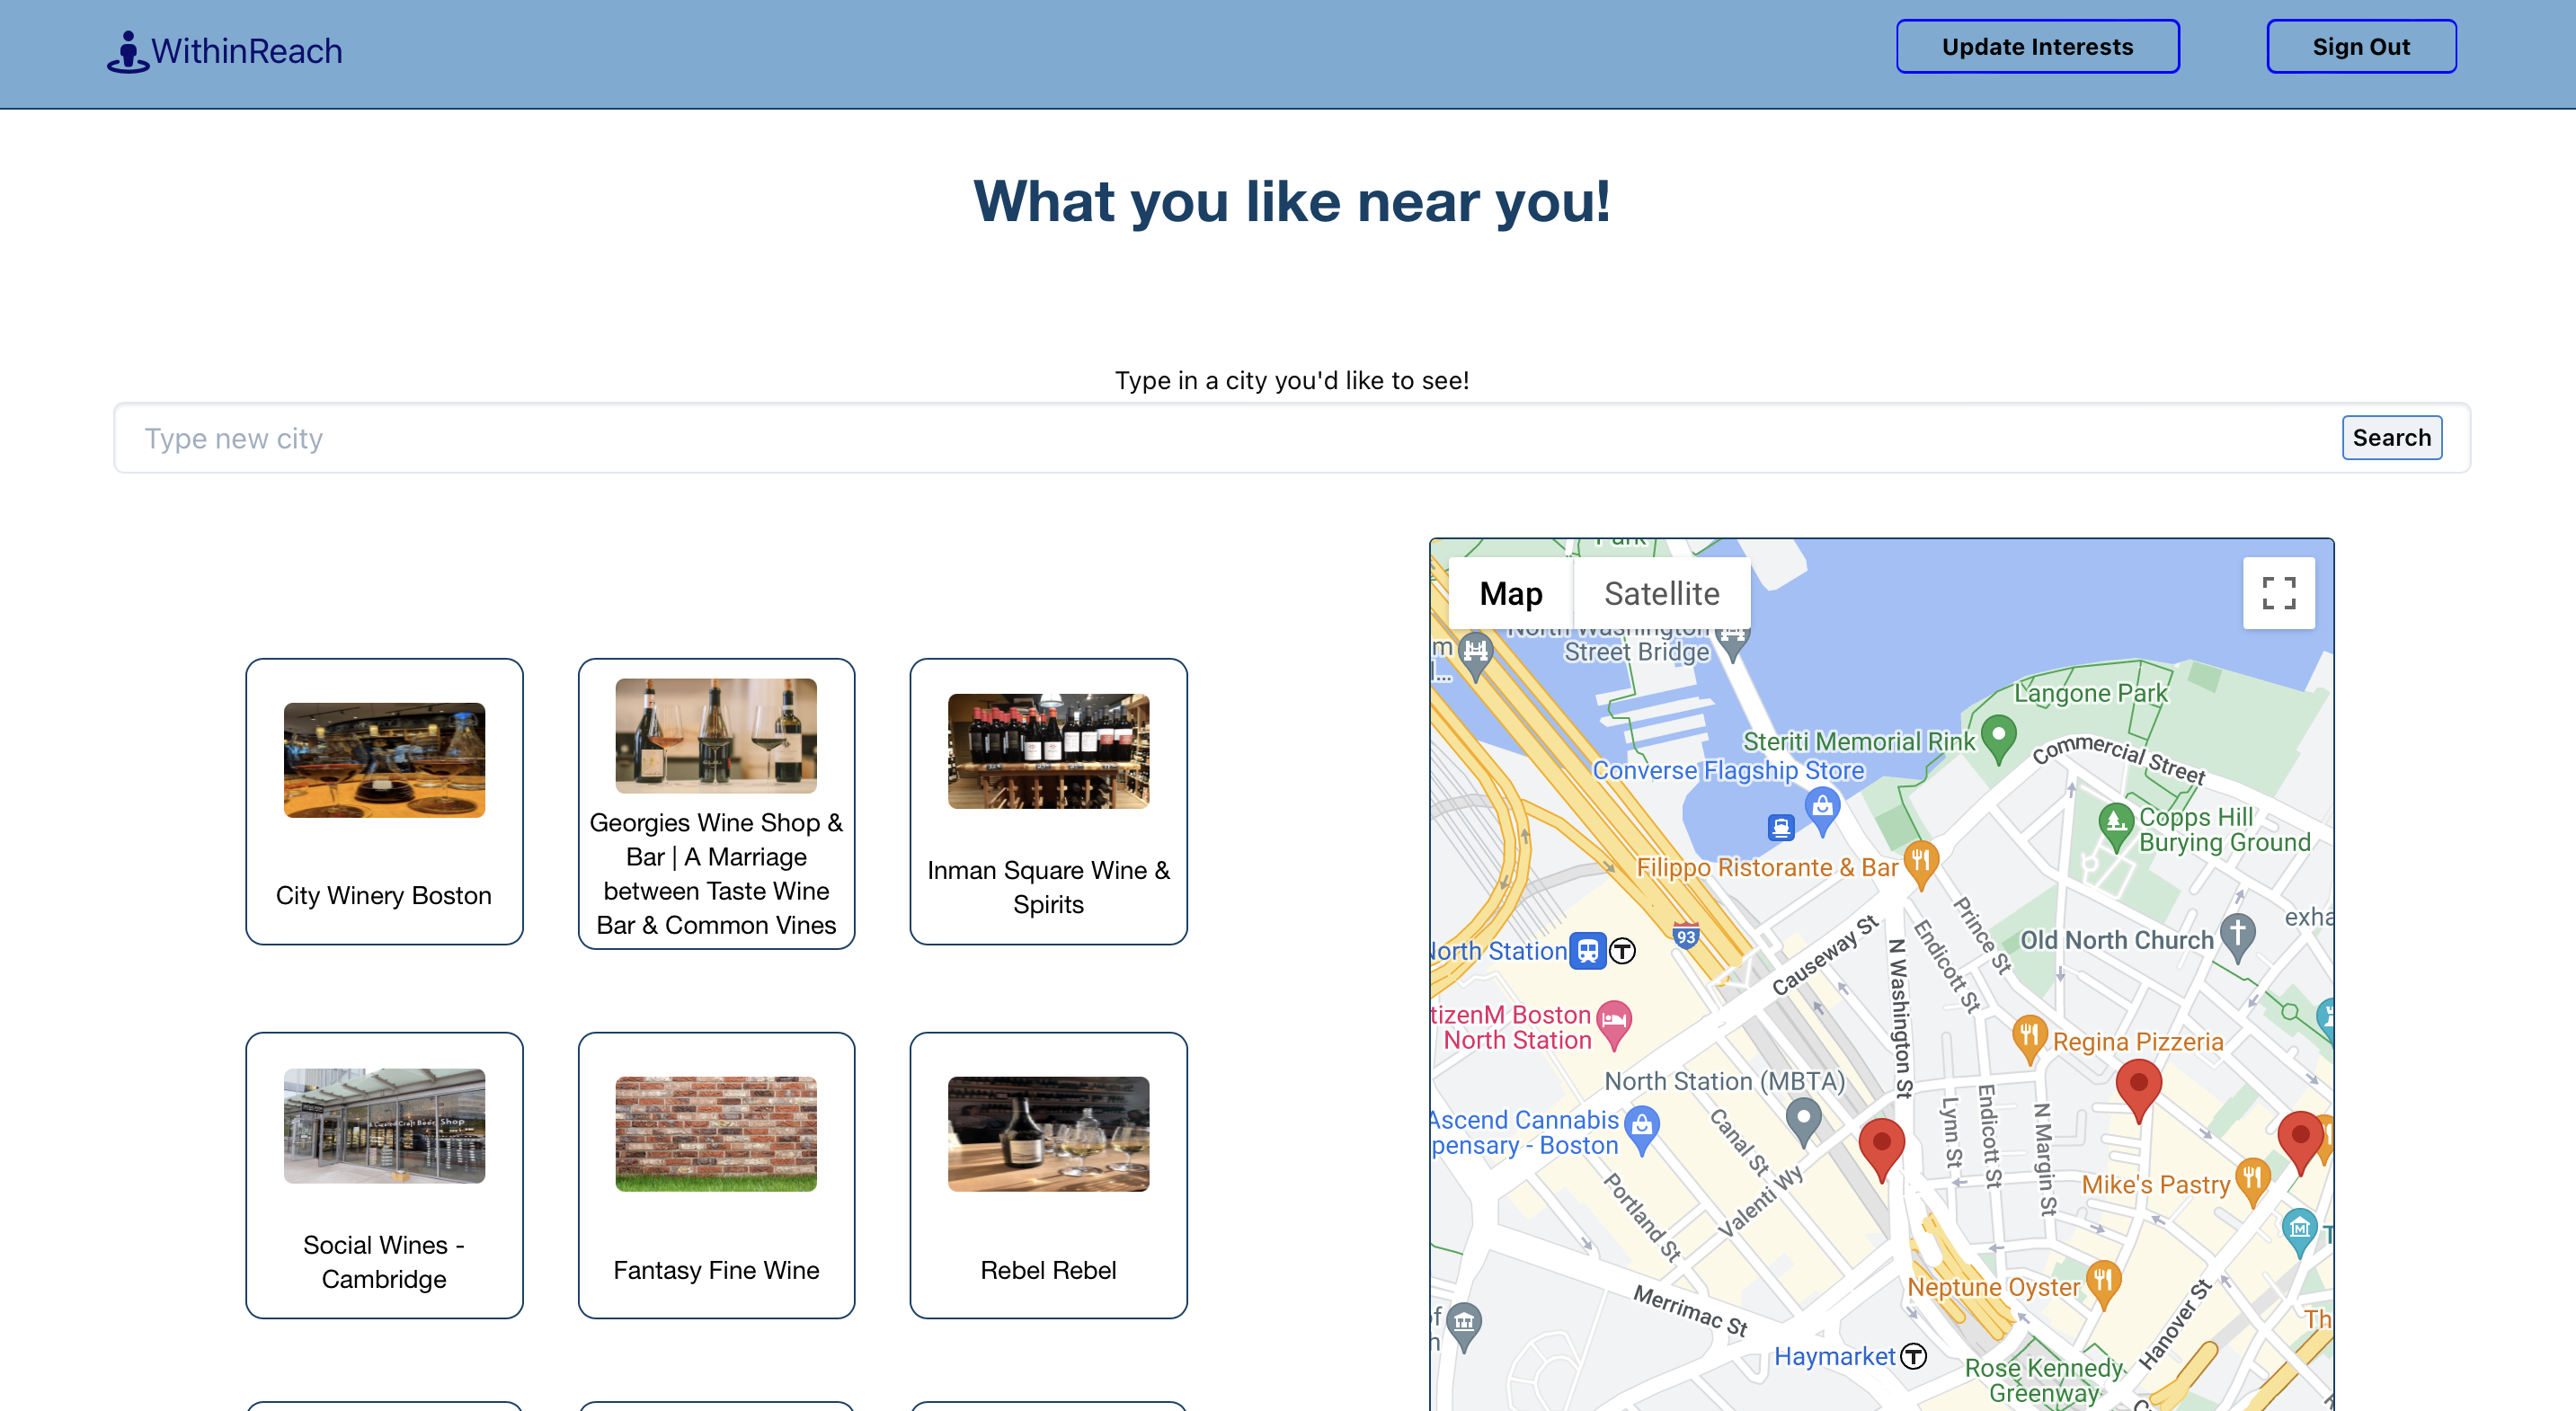 WithinReach
Update Interests
Sign Out
What you like near you!
Type in a city you'd like to see!
Type new city
Search
City Winery Boston
Georgies Wine Shop &
Bar | A Marriage
between Taste Wine
Bar & Common Vines
Inman Square Wine &
Spirits
Social Wines -
Cambridge
Fantasy Fine Wine
Rebel Rebel
Park
Map
Satellite
North Washington
Street Bridge
Langone Park
Steriti Memorial Rink
Commercial Street
Converse Flagship Store
Copps Hill
Burying Ground
Filippo Ristorante & Bar
Prince St
Endicott St
Causeway St
N Washington St
Old North Church
93
North Station
T
tizenM Boston
North Station
Regina Pizzeria
North Station (MBTA)
Ascend Cannabis
pensary - Boston
Canal St
Lynn St
Endicott St
N Margin St
Portland St
Valenti Wy
Mike's Pastry
Neptune Oyster
Merrimac St
Hanover St
Th
Haymarket
T
Rose Kennedy
Greenway